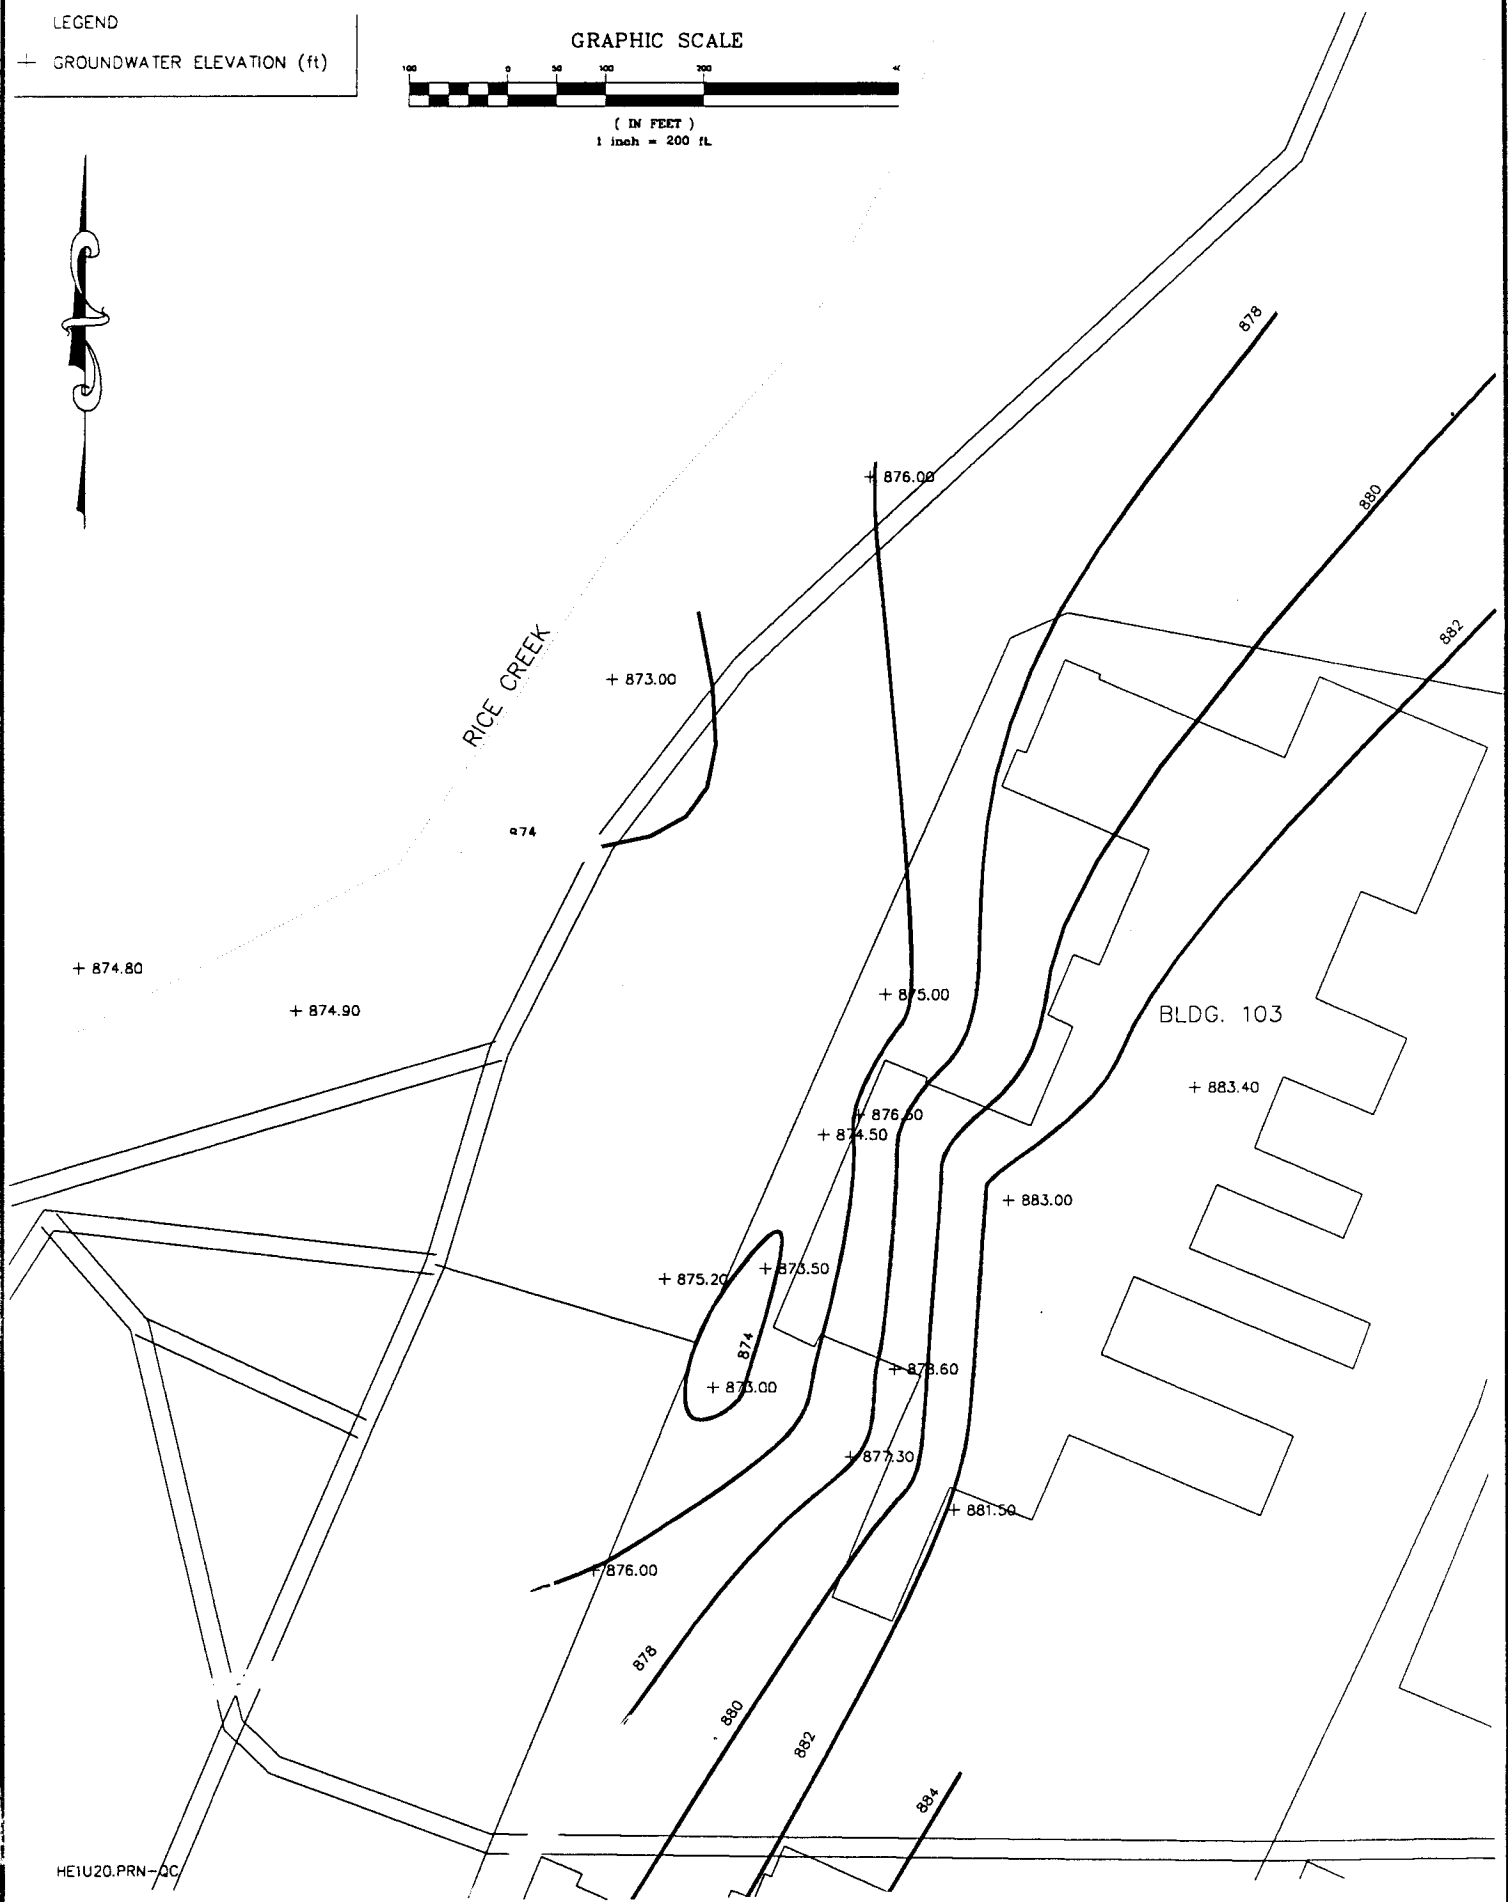 LEGEND
+ GROUNDWATER ELEVATION (ft)
GRAPHIC SCALE
100 0 50 100 200
( IN FEET )
1 inch = 200 ft.
878
880
+ 876.00
882
RICE CREEK
+ 873.00
874
+ 874.80
+ 874.90
+ 875.00
BLDG. 103
+ 883.40
+ 876.60
+ 874.50
+ 883.00
+ 875.20
+ 873.50
874
+ 878.60
+ 873.00
+ 877.30
+ 881.50
+ 876.00
878
880
882
884
HE1U20.PRN-QC